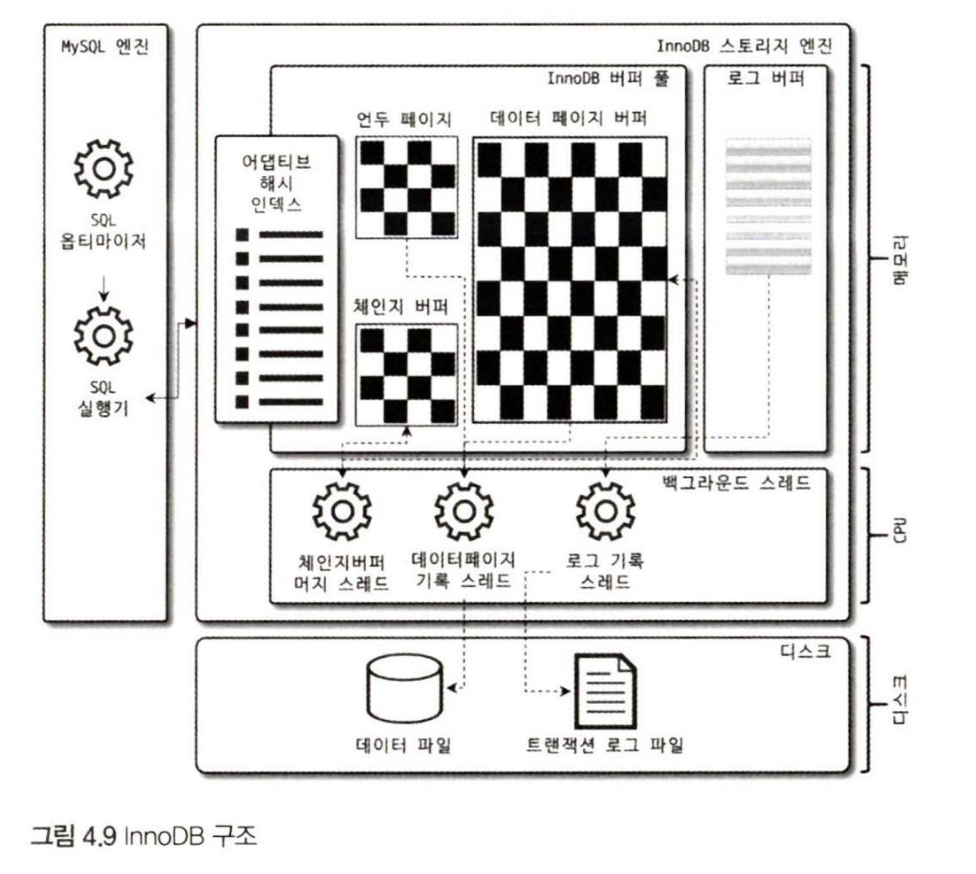 MySQL 엔진
SQL
옵티마이저
SQL
실행기
InnoDB 스토리지 엔진
InnoDB 버퍼 풀
로그 버퍼
언두 페이지
데이터 페이지 버퍼
어댑티브
해시
인덱스
체인지 버퍼
메모리
백그라운드 스레드
체인지버퍼
머지 스레드
데이터페이지
기록 스레드
로그 기록
스레드
CPU
디스크
데이터 파일
트랜잭션 로그 파일
디스크
그림 4.9 InnoDB 구조